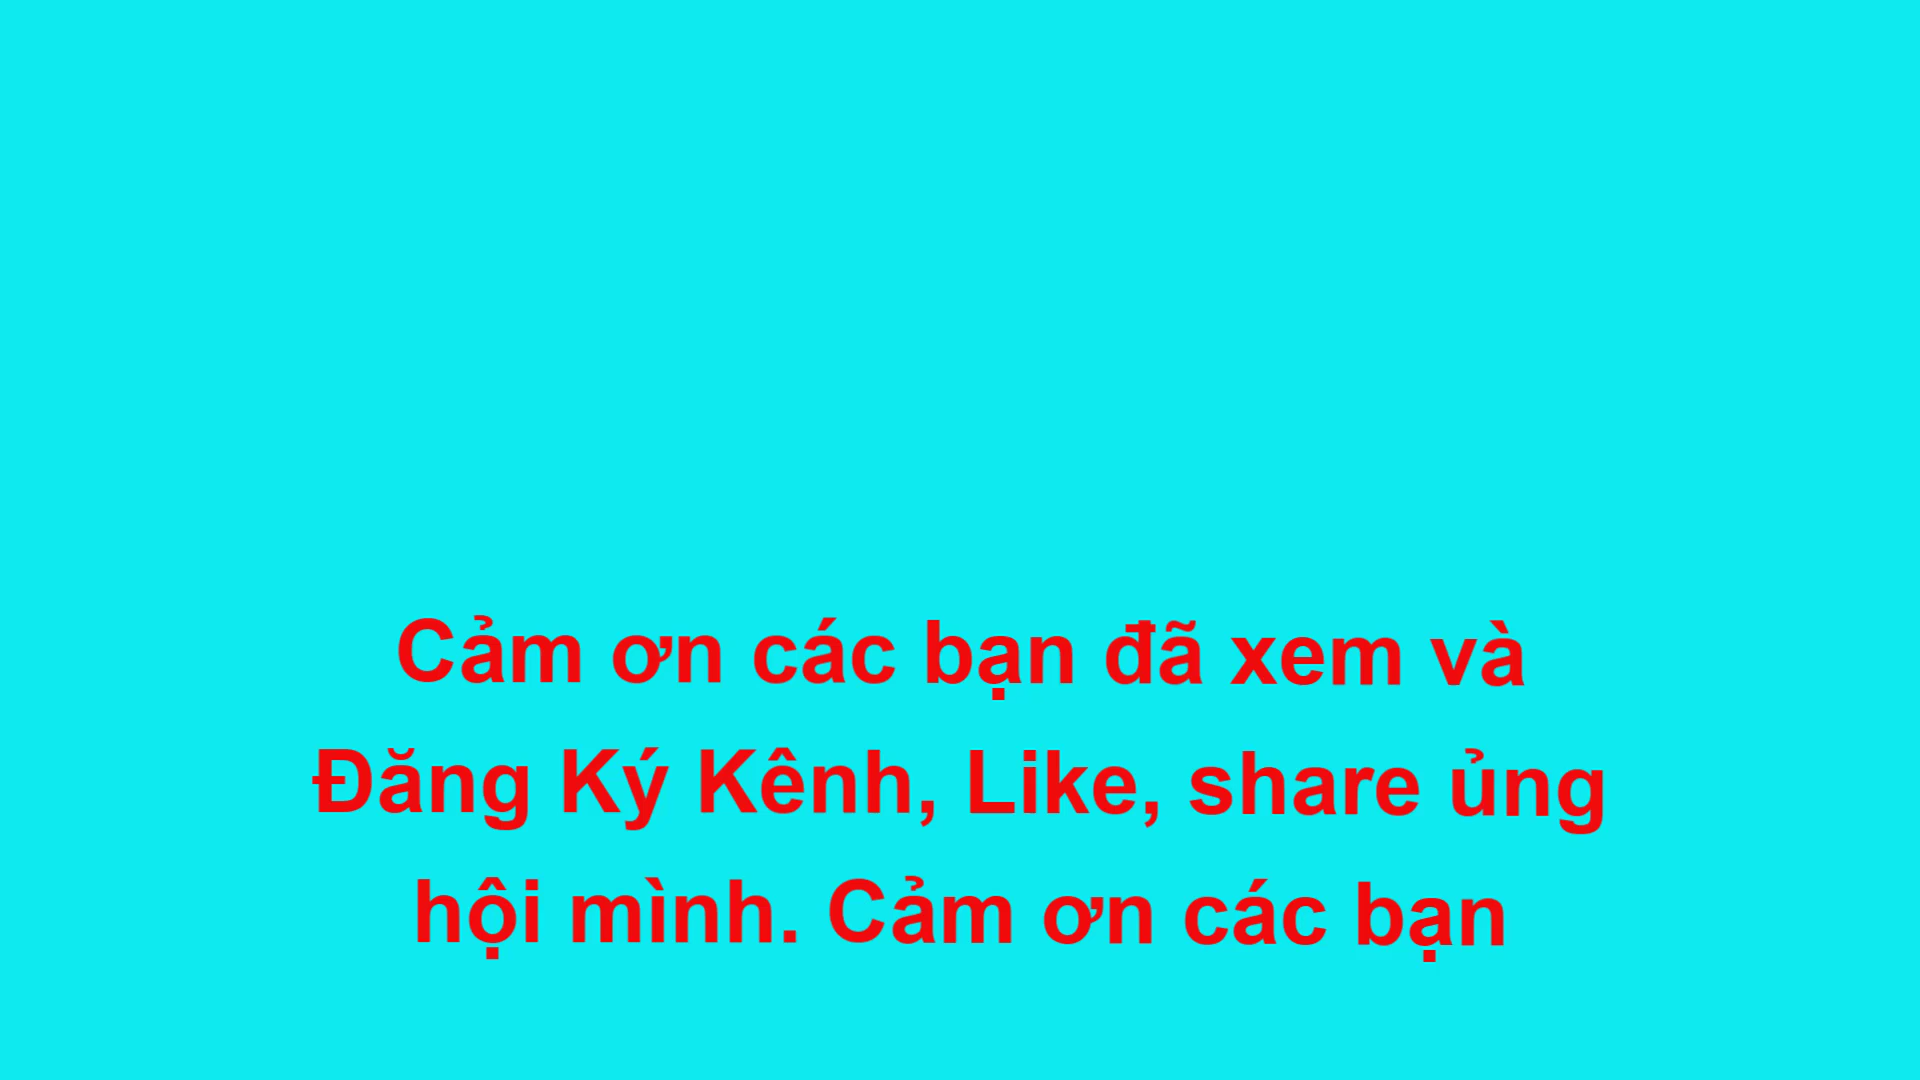 Cảm ơn các bạn đã xem và
Đăng Ký Kênh, Like, share ủng
hội mình. Cảm ơn các bạn